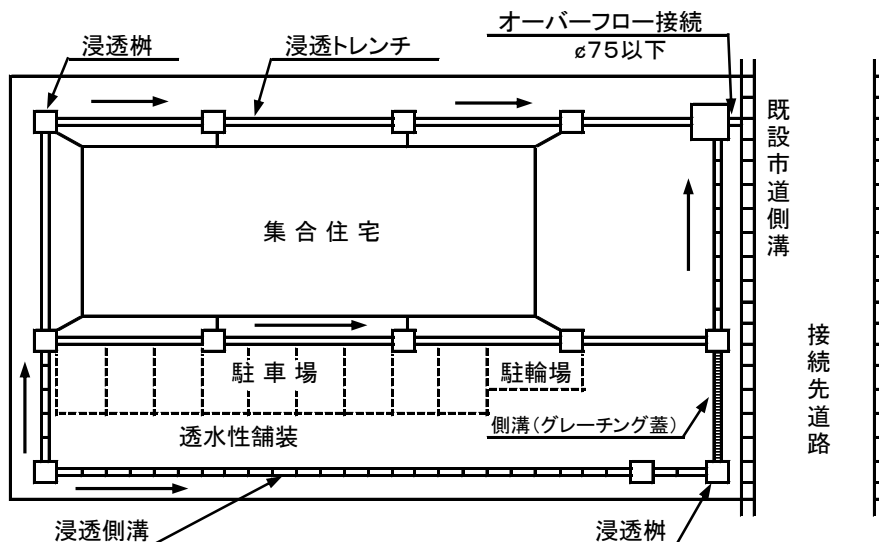 オーバーフロー接続
ø75以下
浸透桝
浸透トレンチ
既設市道側溝
集合住宅
接続先道路
駐車場
駐輪場
側溝(グレーチング蓋)
透水性舗装
浸透側溝
浸透桝